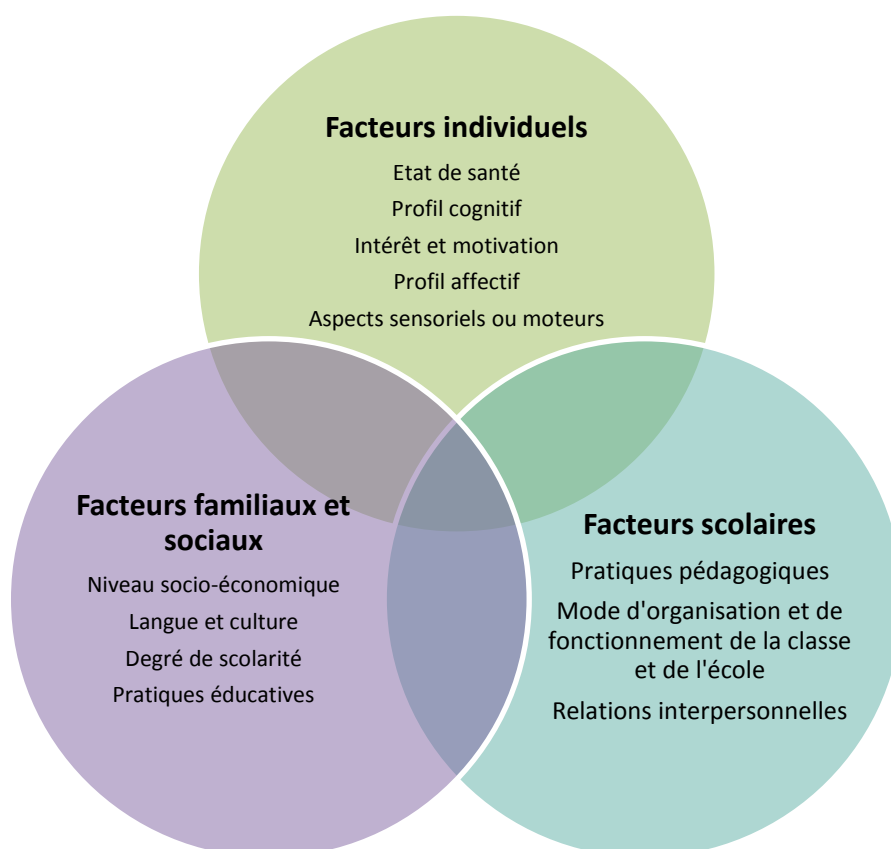 Facteurs individuels
Etat de santé
Profil cognitif
Intérêt et motivation
Profil affectif
Aspects sensoriels ou moteurs
Facteurs familiaux et
sociaux
Niveau socio-économique
Langue et culture
Degré de scolarité
Pratiques éducatives
Facteurs scolaires
Pratiques pédagogiques
Mode d'organisation et de
fonctionnement de la classe
et de l'école
Relations interpersonnelles